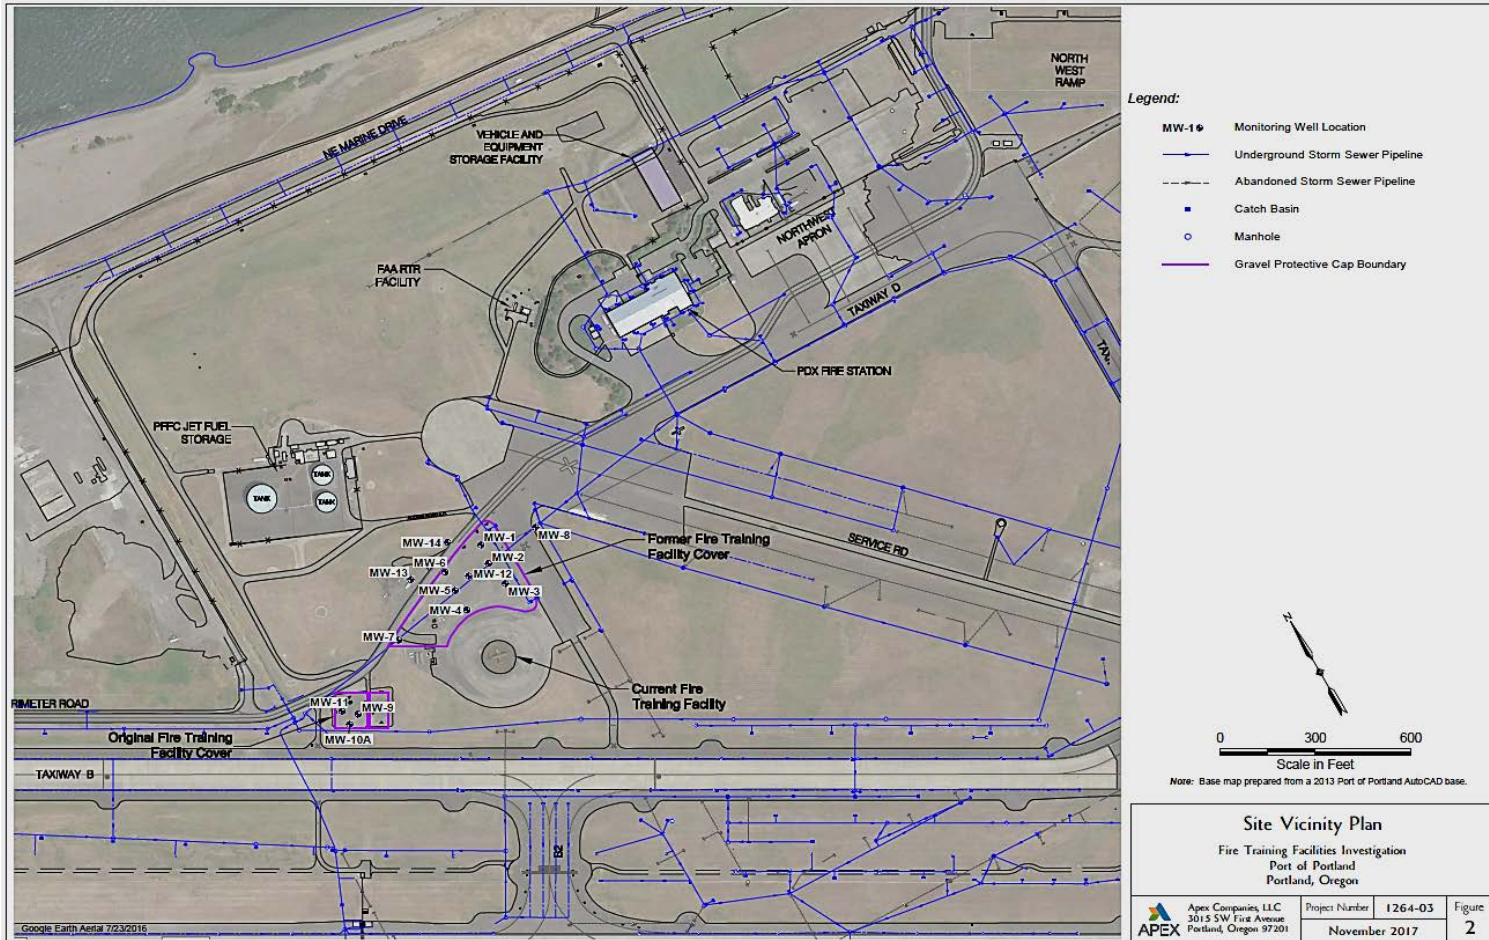 NORTH
WEST
RAMP
NE MARINE DRIVE
VEHICLE AND
EQUIPMENT
STORAGE FACILITY
NORTHWEST
APRON
FAA RTR
FACILITY
TAXIWAY D
TAXI.
PDX FIRE STATION
PFFC JET FUEL
STORAGE
TANK
TANK
TANK
SERVICE RD
MW-8
MW-1
MW-14
MW-2
MW-6
MW-12
MW-13
MW-5
MW-3
MW-4
MW-7
Former Fire Training
Facility Cover
Current Fire
Training Facility
RIMETER ROAD
MW-11
MW-9
MW-10A
Original Fire Training
Facility Cover
TAXIWAY B
B2
Google Earth Aerial 7/23/2016
Legend:
MW-1 Monitoring Well Location
Underground Storm Sewer Pipeline
Abandoned Storm Sewer Pipeline
Catch Basin
Manhole
Gravel Protective Cap Boundary
N
0 300 600
Scale in Feet
Note: Base map prepared from a 2013 Port of Portland AutoCAD base.
Site Vicinity Plan
Fire Training Facilities Investigation
Port of Portland
Portland, Oregon
APEX
Apex Companies, LLC
3015 SW First Avenue
Portland, Oregon 97201
Project Number 1264-03
November 2017
Figure
2